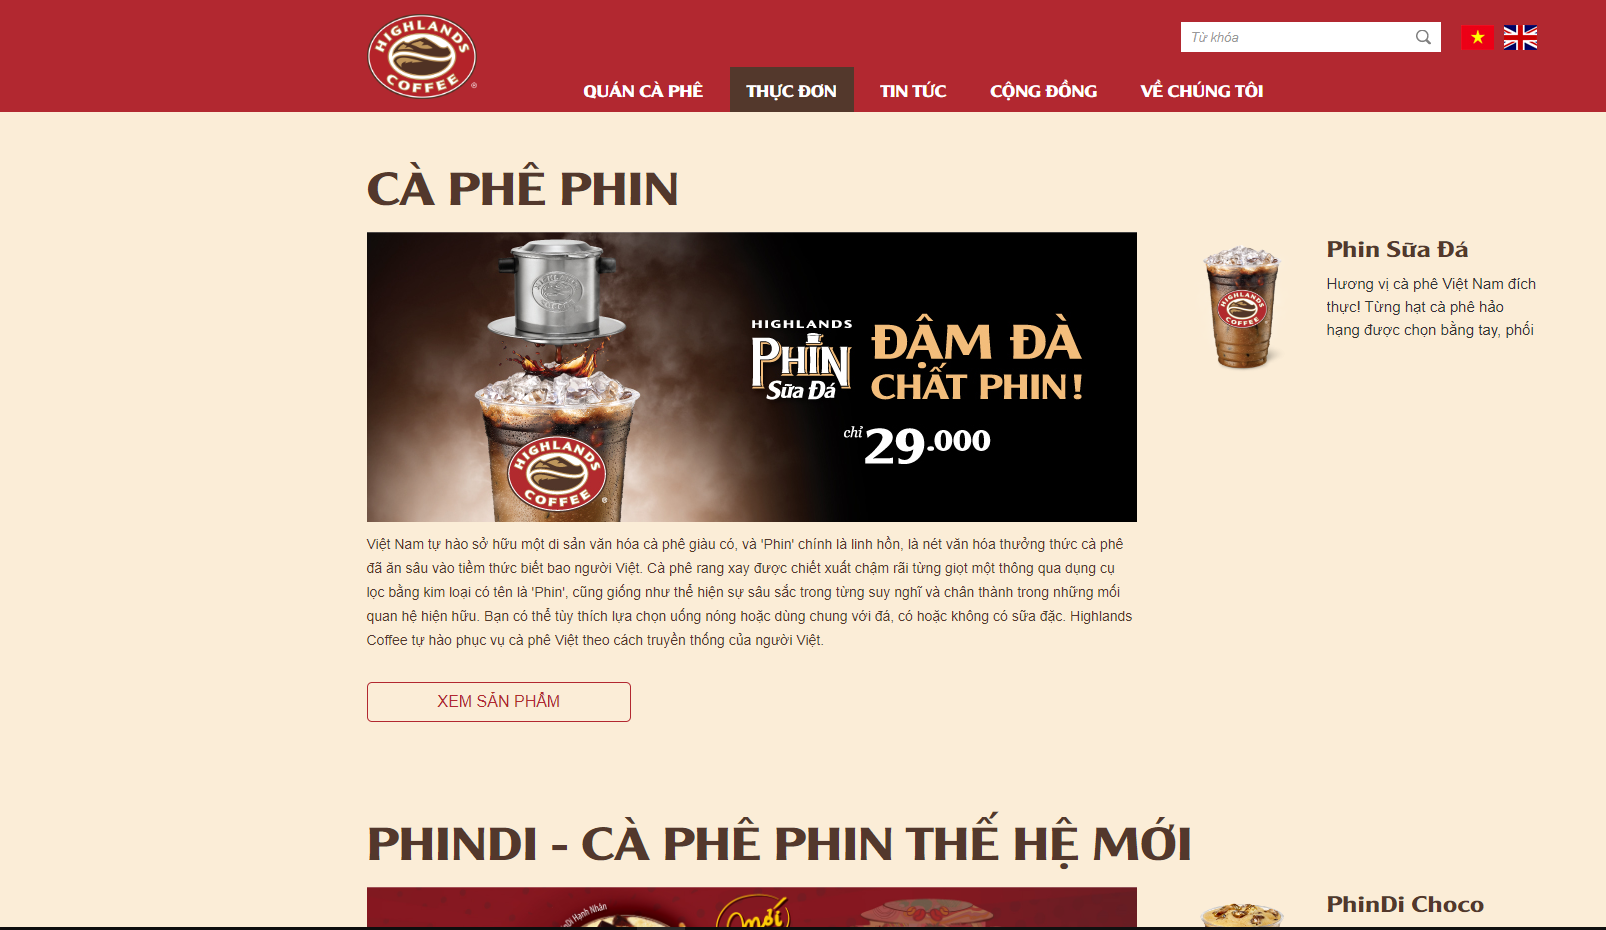 HIGHLANDS
COFFEE
®
Từ khóa
QUÁN CÀ PHÊ
THỰC ĐƠN
TIN TỨC
CỘNG ĐỒNG
VỀ CHÚNG TÔI
CÀ PHÊ PHIN
HIGHLANDS
COFFEE
HIGHLANDS
PHIN
Sữa Đá
ĐẬM ĐÀ
CHẤT PHIN!
chỉ 29.000
HIGHLANDS
COFFEE
®
HIGHLANDS
COFFEE
Phin Sữa Đá
Hương vị cà phê Việt Nam đích
thực! Từng hạt cà phê hảo
hạng được chọn bằng tay, phối
Việt Nam tự hào sở hữu một di sản văn hóa cà phê giàu có, và 'Phin' chính là linh hồn, là nét văn hóa thưởng thức cà phê
đã ăn sâu vào tiềm thức biết bao người Việt. Cà phê rang xay được chiết xuất chậm rãi từng giọt một thông qua dụng cụ
lọc bằng kim loại có tên là 'Phin', cũng giống như thể hiện sự sâu sắc trong từng suy nghĩ và chân thành trong những mối
quan hệ hiện hữu. Bạn có thể tùy thích lựa chọn uống nóng hoặc dùng chung với đá, có hoặc không có sữa đặc. Highlands
Coffee tự hào phục vụ cà phê Việt theo cách truyền thống của người Việt.
XEM SẢN PHẨM
PHINDI - CÀ PHÊ PHIN THẾ HỆ MỚI
PhinDi Hạnh Nhân
mới
PhinDi Choco